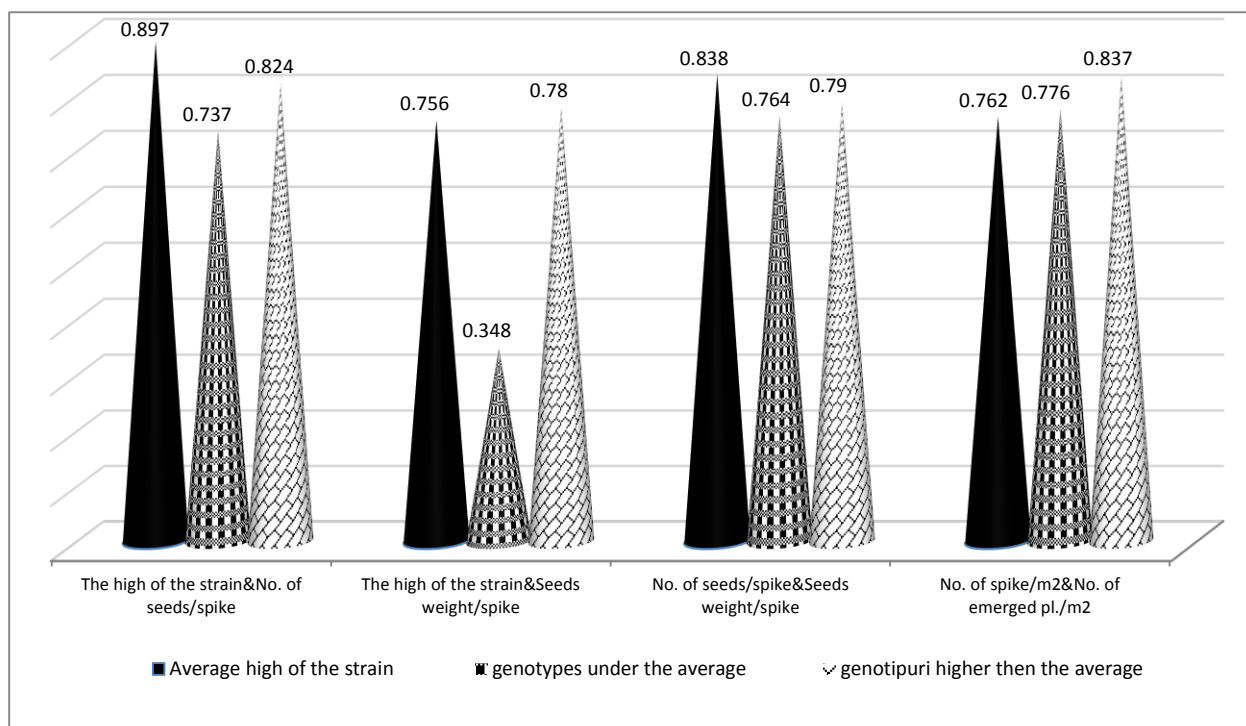 0.897
0.737
0.824
0.756
0.348
0.78
0.838
0.764
0.79
0.762
0.776
0.837
The high of the strain&No. of
seeds/spike
The high of the strain&Seeds
weight/spike
No. of seeds/spike&Seeds
weight/spike
No. of spike/m2&No. of
emerged pl./m2
Average high of the strain
genotypes under the average
genotipuri higher then the average